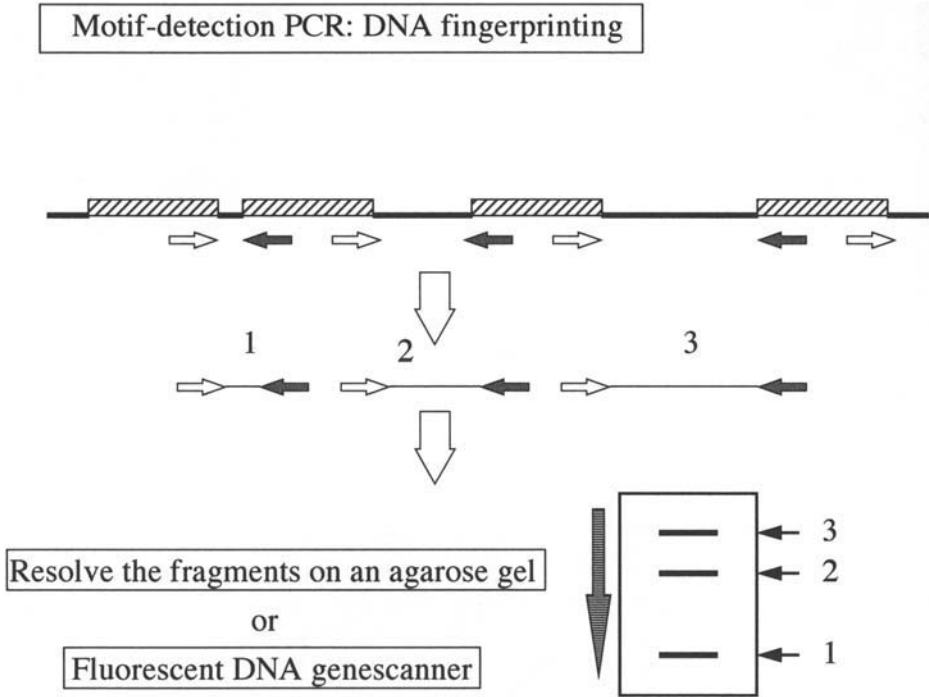 Motif-detection PCR: DNA fingerprinting
1
2
3
Resolve the fragments on an agarose gel
or
Fluorescent DNA genescanner
3
2
1